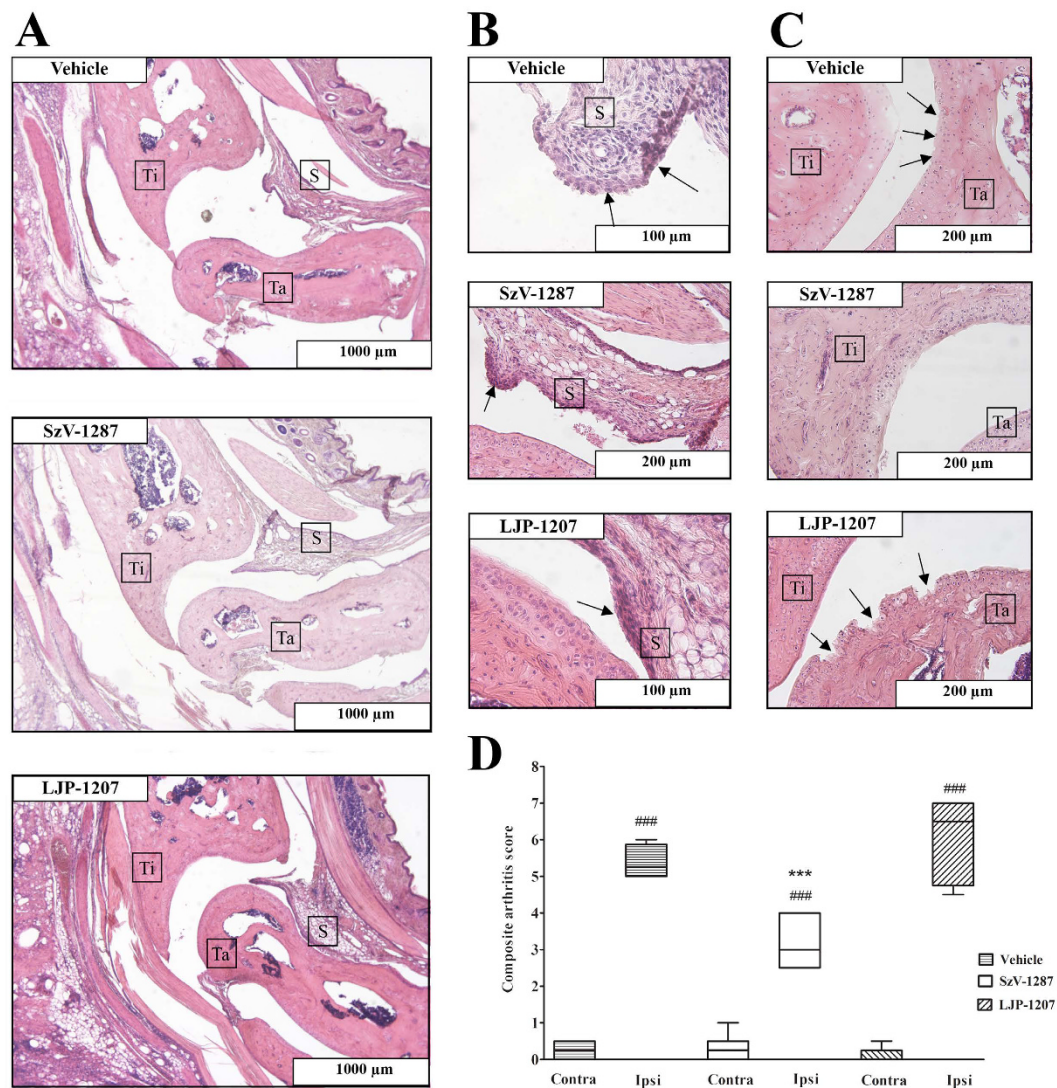 A
Vehicle
Ti
S
Ta
1000 µm
SzV-1287
S
Ti
Ta
1000 µm
LJP-1207
Ti
S
Ta
1000 µm
B
Vehicle
S
100 µm
SzV-1287
S
200 µm
LJP-1207
S
100 µm
C
Vehicle
Ti
Ta
200 µm
SzV-1287
Ti
Ta
200 µm
LJP-1207
Ti
Ta
200 µm
D
Composite arthritis score
8
7
6
5
4
3
2
1
0
###
***
###
###
Vehicle
SzV-1287
LJP-1207
Contra Ipsi Contra Ipsi Contra Ipsi